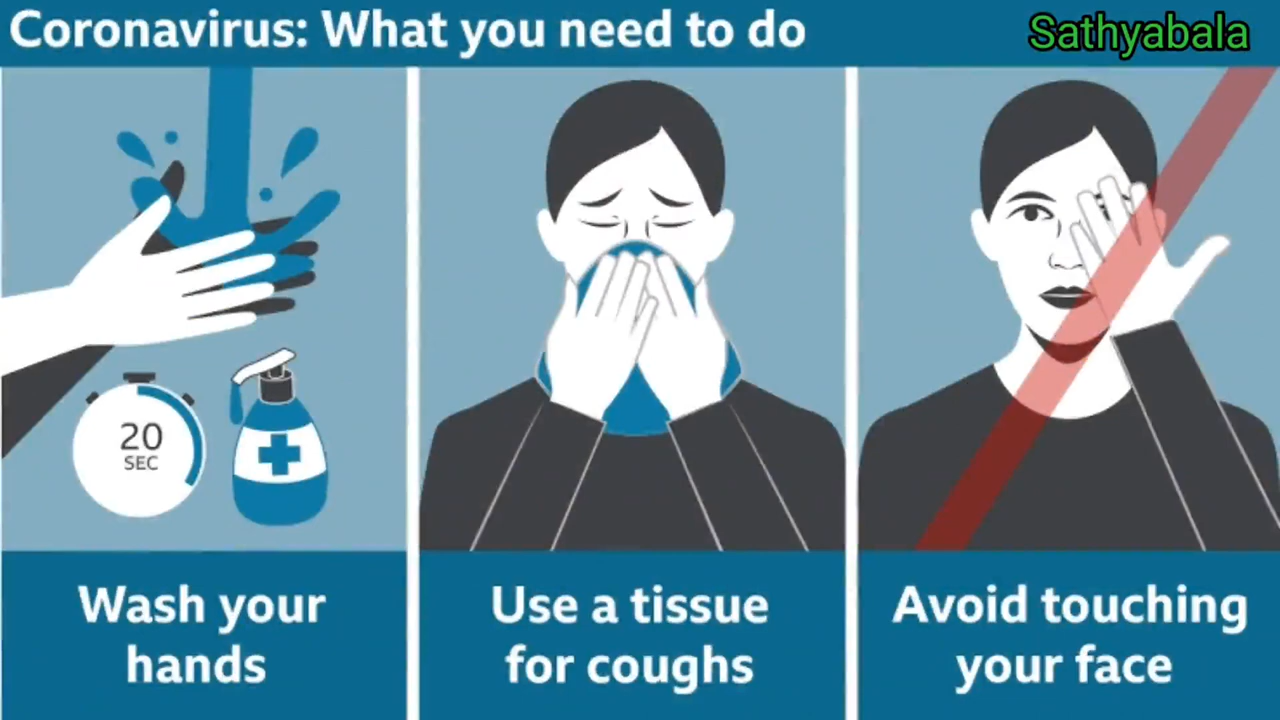 Coronavirus: What you need to do
Sathyabala
20
SEC
Wash your
hands
Use a tissue
for coughs
Avoid touching
your face